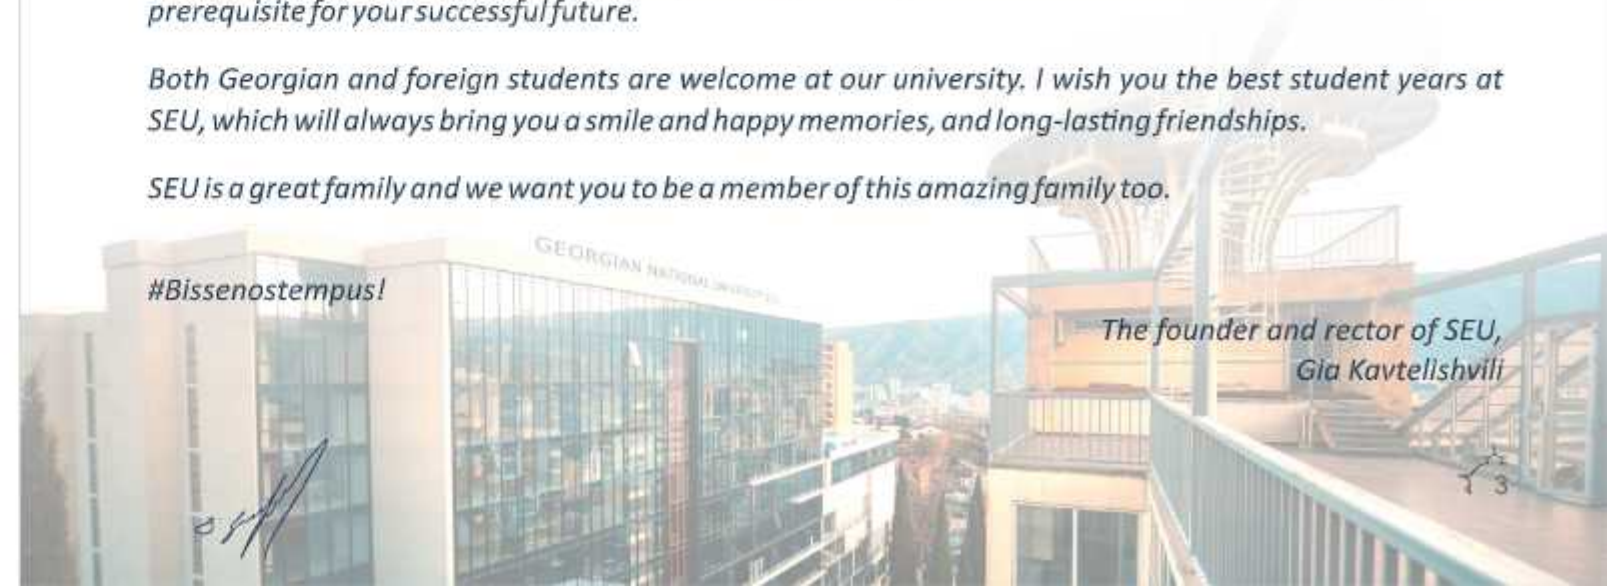 prerequisite for your successful future.
Both Georgian and foreign students are welcome at our university. I wish you the best student years at
SEU, which will always bring you a smile and happy memories, and long-lasting friendships.
SEU is a great family and we want you to be a member of this amazing family too.
GEORGIAN NATIONAL UNIVERSITY
#Bissenostempus!
The founder and rector of SEU,
Gia Kavtelishvili
3